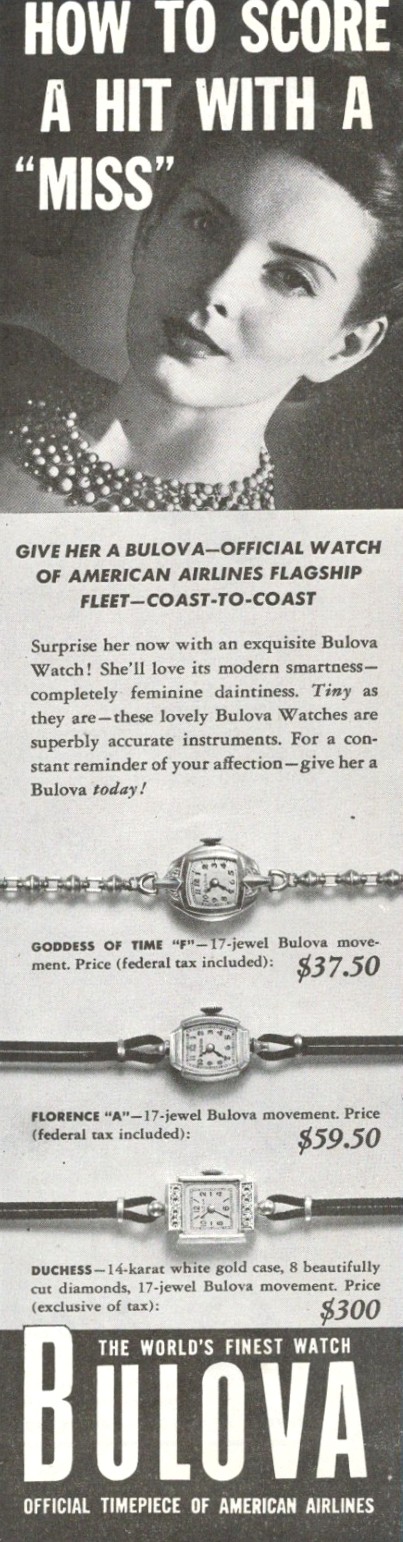 HOW TO SCORE
A HIT WITH A
"MISS"
GIVE HER A BULOVA—OFFICIAL WATCH
OF AMERICAN AIRLINES FLAGSHIP
FLEET—COAST-TO-COAST
Surprise her now with an exquisite Bulova
Watch! She'll love its modern smartness—
completely feminine daintiness. Tiny as
they are—these lovely Bulova Watches are
superbly accurate instruments. For a con-
stant reminder of your affection—give her a
Bulova today!
GODDESS OF TIME "F"—17-jewel Bulova move-
ment. Price (federal tax included): $37.50
FLORENCE "A"—17-jewel Bulova movement. Price
(federal tax included): $59.50
DUCHESS—14-karat white gold case, 8 beautifully
cut diamonds, 17-jewel Bulova movement. Price
(exclusive of tax): $300
THE WORLD'S FINEST WATCH
BULOVA
OFFICIAL TIMEPIECE OF AMERICAN AIRLINES